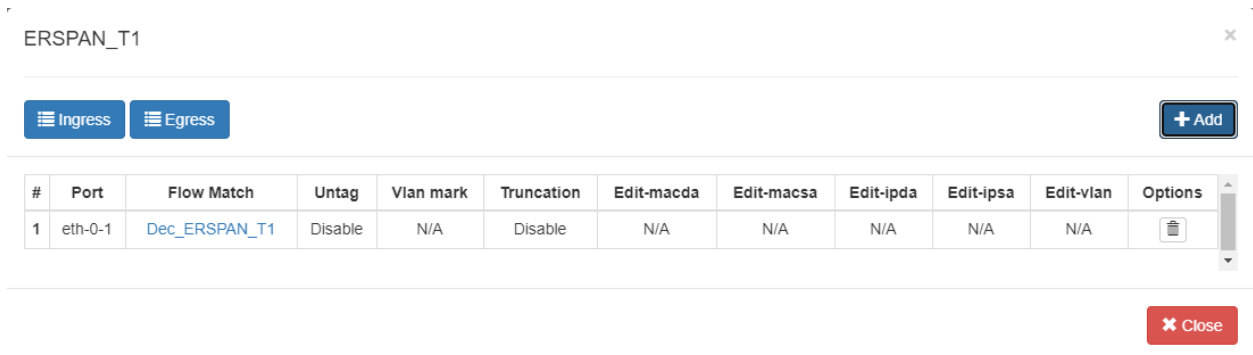 ERSPAN_T1
Ingress Egress Add
# Port Flow Match Untag Vlan mark Truncation Edit-macda Edit-macsa Edit-ipda Edit-ipsa Edit-vlan Options
1 eth-0-1 Dec_ERSPAN_T1 Disable N/A Disable N/A N/A N/A N/A N/A
Close